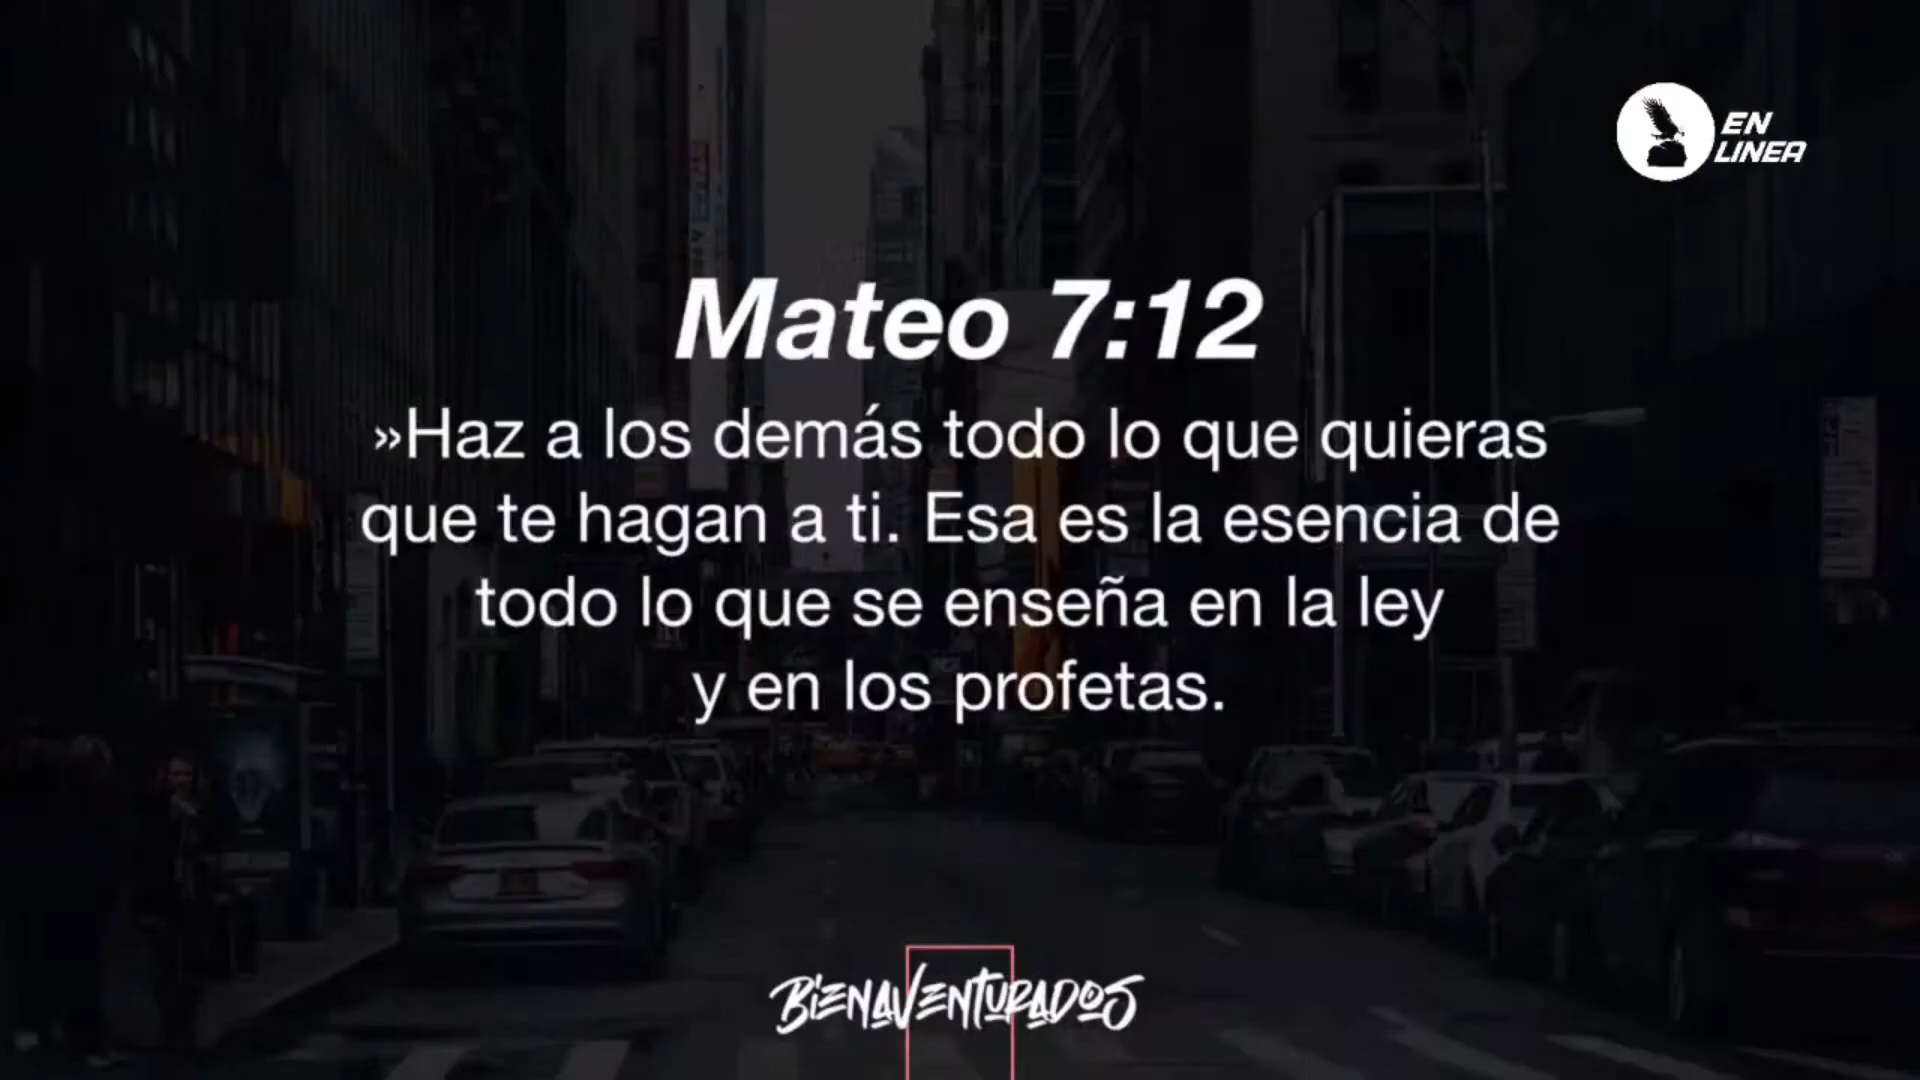 EN
LINEA
Mateo 7:12
»Haz a los demás todo lo que quieras
que te hagan a ti. Esa es la esencia de
todo lo que se enseña en la ley
y en los profetas.
BIENAVENTURADOS